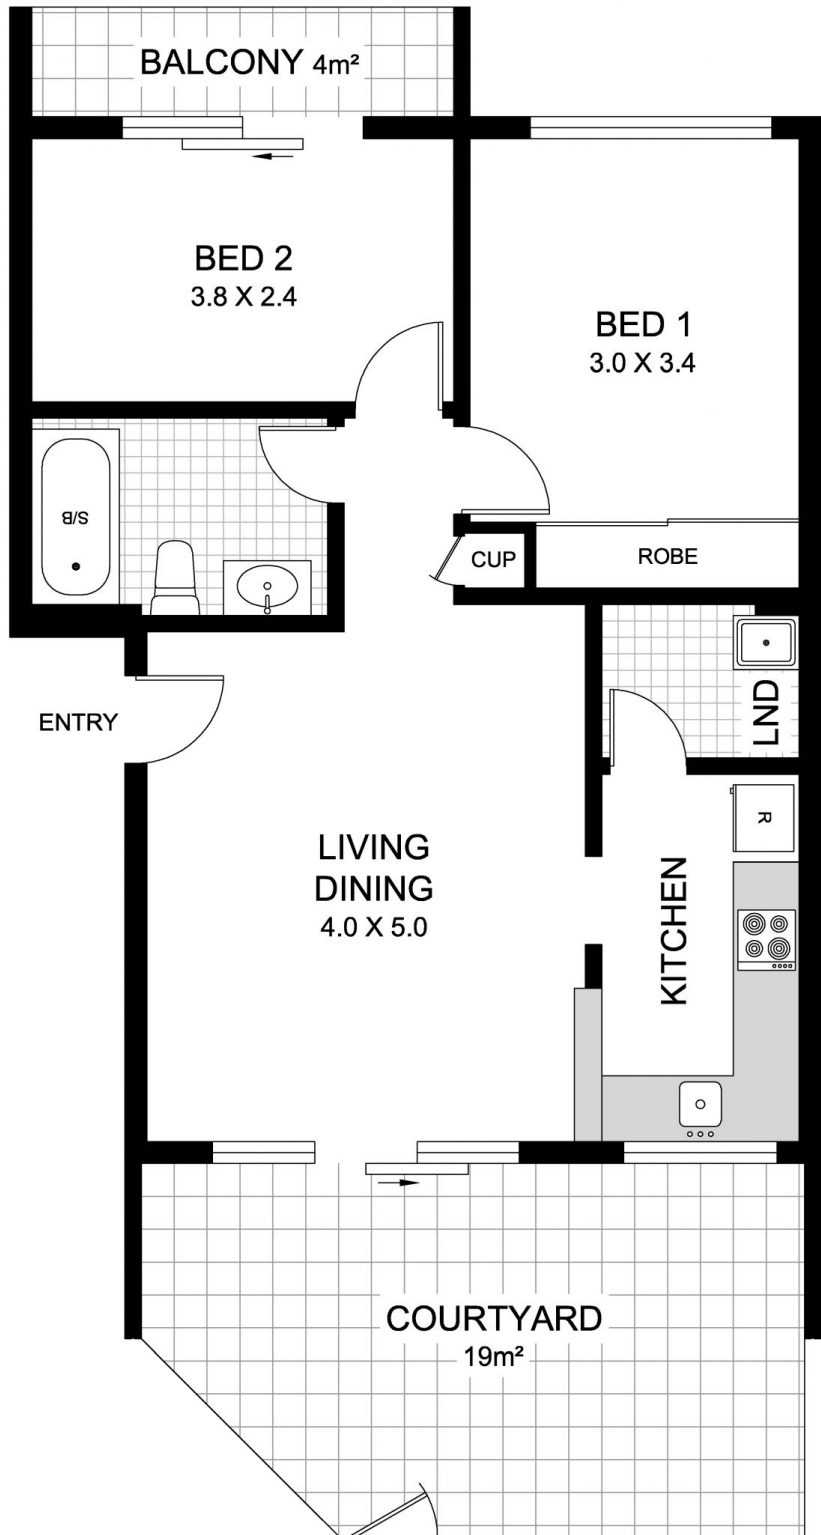 BALCONY 4m²
BED 2
3.8 X 2.4
BED 1
3.0 X 3.4
S/B
CUP
ROBE
ENTRY
LND
R
LIVING
DINING
4.0 X 5.0
KITCHEN
COURTYARD
19m²